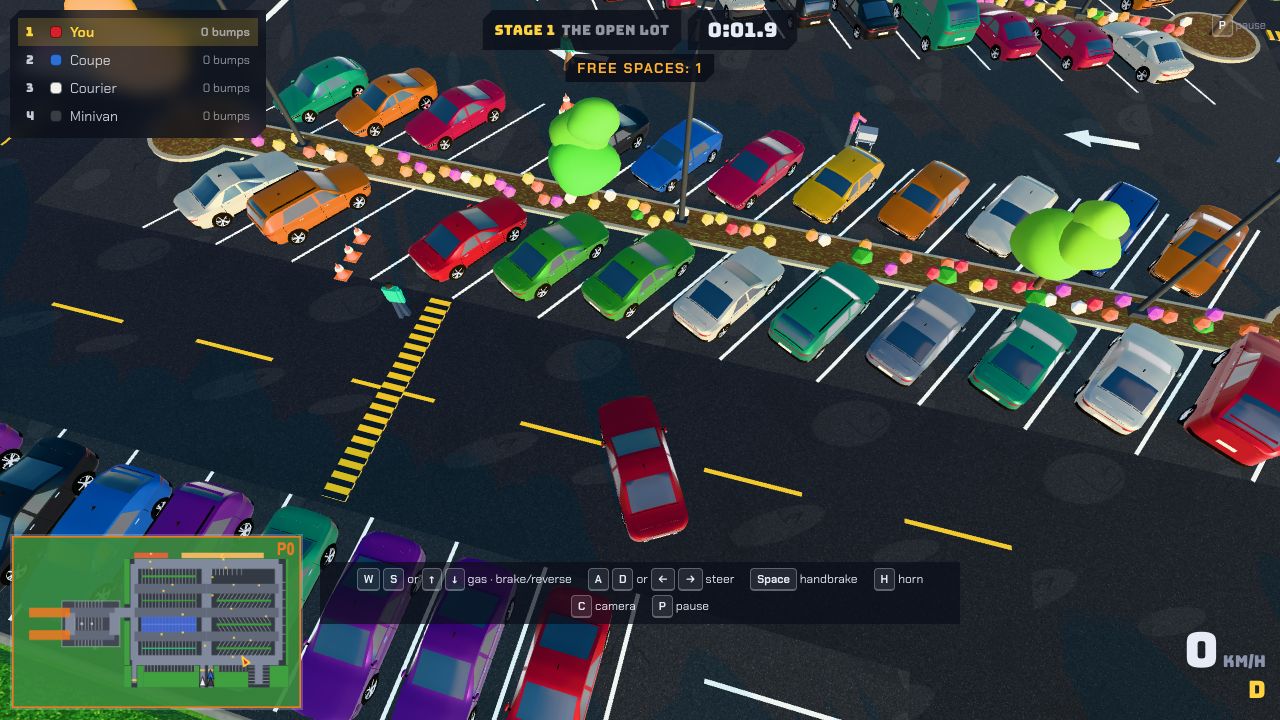 1 You 0 bumps
2 Coupe 0 bumps
3 Courier 0 bumps
4 Minivan 0 bumps
STAGE 1 THE OPEN LOT
0:01.9
FREE SPACES: 1
P pause
P0
W S or ↑ ↓ gas · brake/reverse A D or ← → steer Space handbrake H horn
C camera P pause
0 KM/H
D